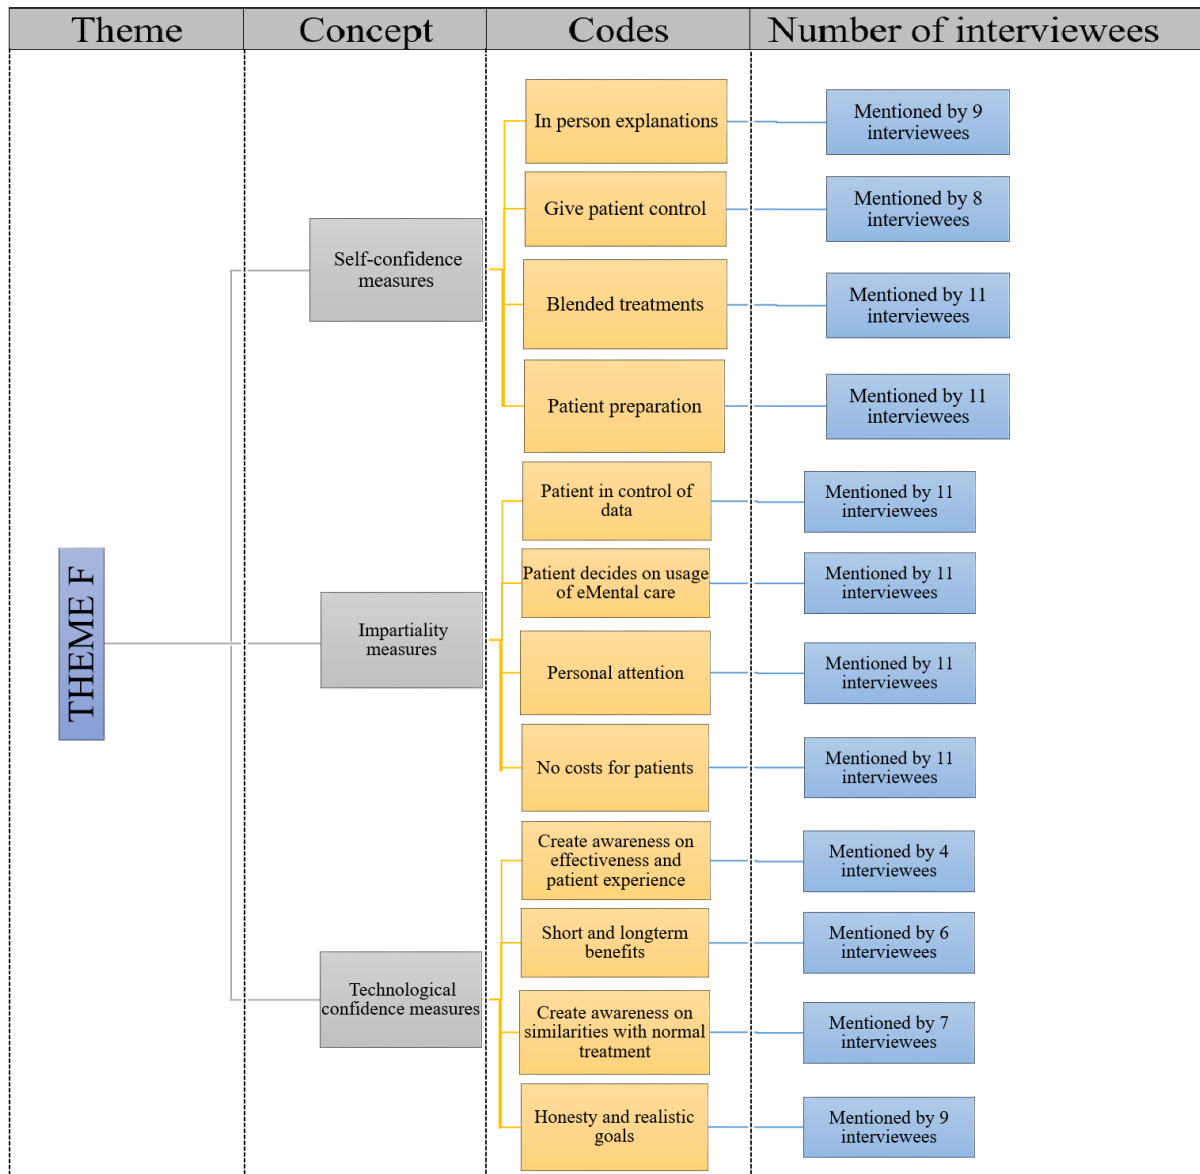 Theme
Concept
Codes
Number of interviewees
THEME F
Self-confidence
measures
In person explanations
Mentioned by 9
interviewees
Give patient control
Mentioned by 8
interviewees
Blended treatments
Mentioned by 11
interviewees
Patient preparation
Mentioned by 11
interviewees
Impartiality
measures
Patient in control of
data
Mentioned by 11
interviewees
Patient decides on usage
of eMental care
Mentioned by 11
interviewees
Personal attention
Mentioned by 11
interviewees
No costs for patients
Mentioned by 11
interviewees
Technological
confidence measures
Create awareness on
effectiveness and
patient experience
Mentioned by 4
interviewees
Short and longterm
benefits
Mentioned by 6
interviewees
Create awareness on
similarities with normal
treatment
Mentioned by 7
interviewees
Honesty and realistic
goals
Mentioned by 9
interviewees